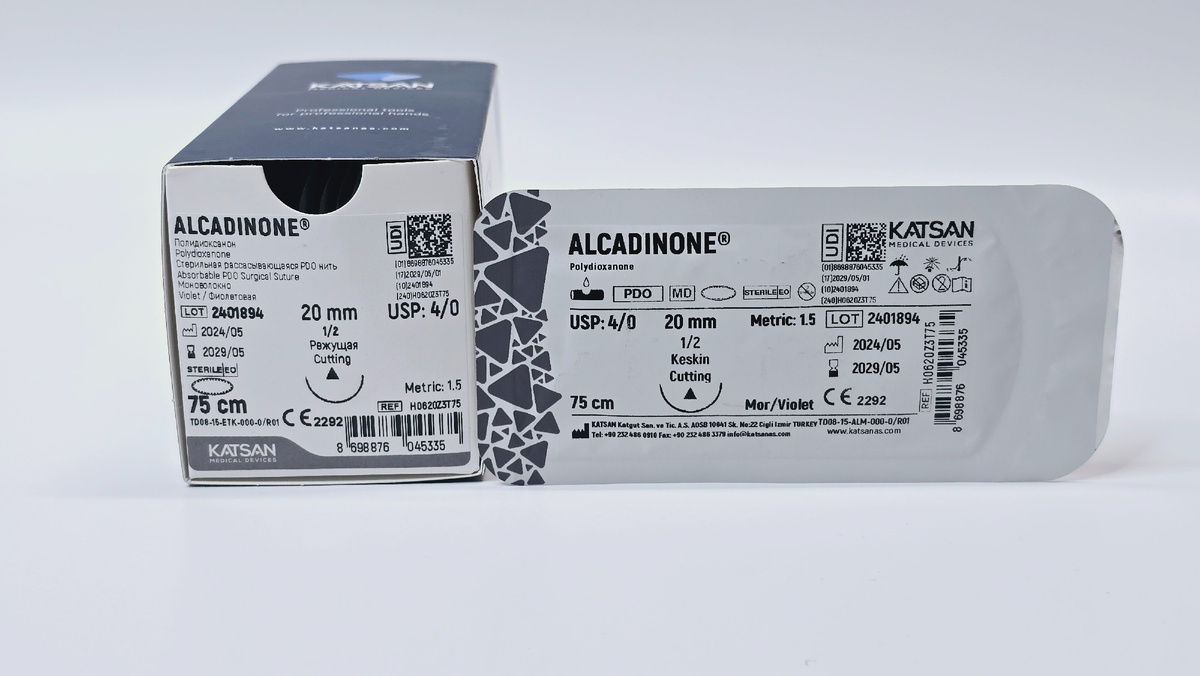 KATSAN
Professional tools
for professional hands
www.katsanas.com
ALCADINONE®
Полидиоксанон
Polydioxanone
Стерильная рассасывающаяся PDO нить
Absorbable PDO Surgical Suture
Моноволокно
Violet / Фиолетовая
UDI
(01)8698876045335
(17)2029/05/01
(10)2401894
(240)H0620Z3T75
LOT 2401894
2024/05
2029/05
STERILE EO
20 mm
1/2
Режущая
Cutting
USP: 4/0
Metric: 1.5
75 cm
REF H0620Z3T75
TD08-15-ETK-000-0/R01
CE 2292
8 698876 045335
KATSAN
MEDICAL DEVICES
ALCADINONE®
Polydioxanone
UDI
(01)8698876045335
(17)2029/05/01
(10)2401894
(240)H0620Z3T75
KATSAN
MEDICAL DEVICES
PDO MD STERILE EO
USP: 4/0 20 mm Metric: 1.5 LOT 2401894
1/2
Keskin
Cutting
2024/05
2029/05
75 cm Mor/Violet CE 2292
REF H0620Z3T75
8 698876 045335
KATSAN Katgut San. ve Tic. A.S. AOSB 10041 Sk. No:22 Cigli Izmir TURKEY TD08-15-ALM-000-0/R01
Tel: +90 232 486 0910 Fax: +90 232 486 3379 info@katsanas.com www.katsanas.com